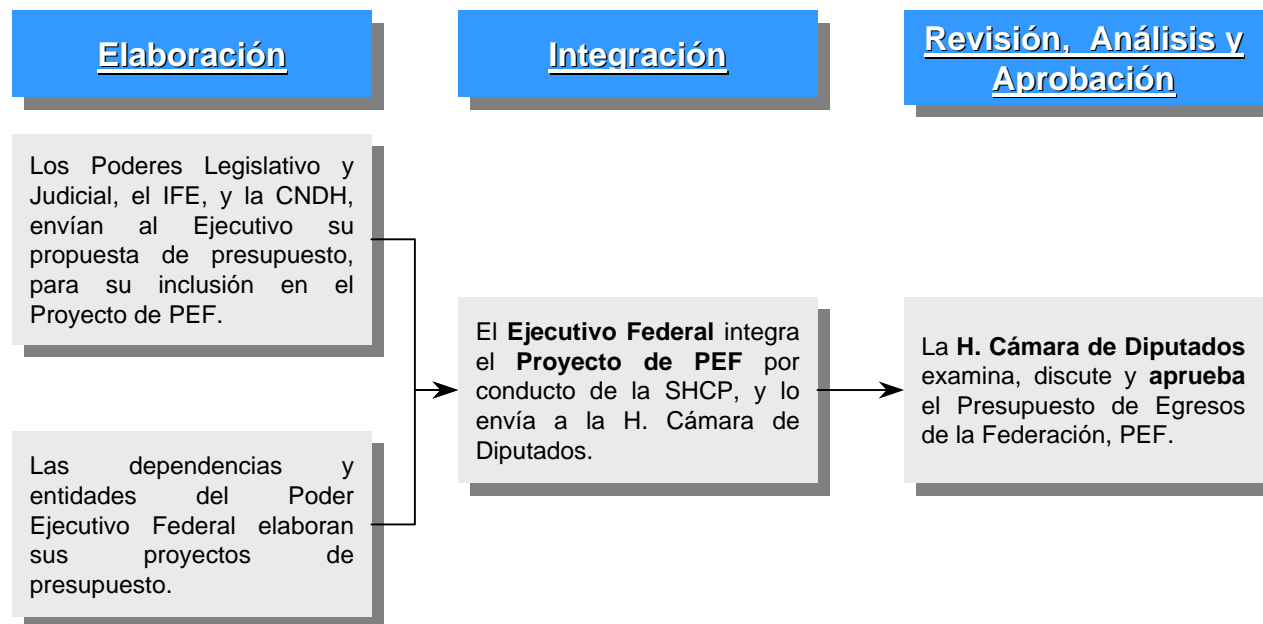 Elaboración
Integración
Revisión, Análisis y
Aprobación
Los Poderes Legislativo y
Judicial, el IFE, y la CNDH,
envían al Ejecutivo su
propuesta de presupuesto,
para su inclusión en el
Proyecto de PEF.
Las dependencias y
entidades del Poder
Ejecutivo Federal elaboran
sus proyectos de
presupuesto.
El Ejecutivo Federal integra
el Proyecto de PEF por
conducto de la SHCP, y lo
envía a la H. Cámara de
Diputados.
La H. Cámara de Diputados
examina, discute y aprueba
el Presupuesto de Egresos
de la Federación, PEF.